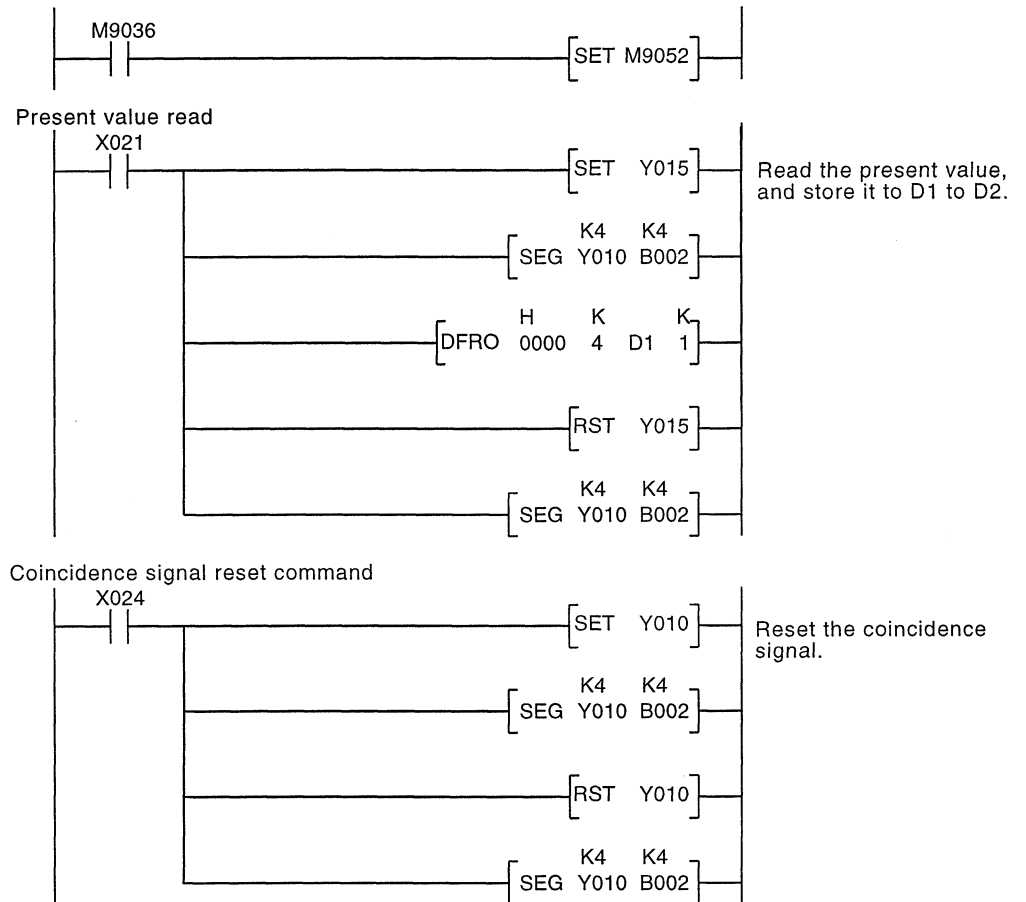 M9036
SET M9052
Present value read
X021
SET Y015
Read the present value,
and store it to D1 to D2.
K4 K4
SEG Y010 B002
H K K
DFRO 0000 4 D1 1
RST Y015
K4 K4
SEG Y010 B002
Coincidence signal reset command
X024
SET Y010
Reset the coincidence
signal.
K4 K4
SEG Y010 B002
RST Y010
K4 K4
SEG Y010 B002